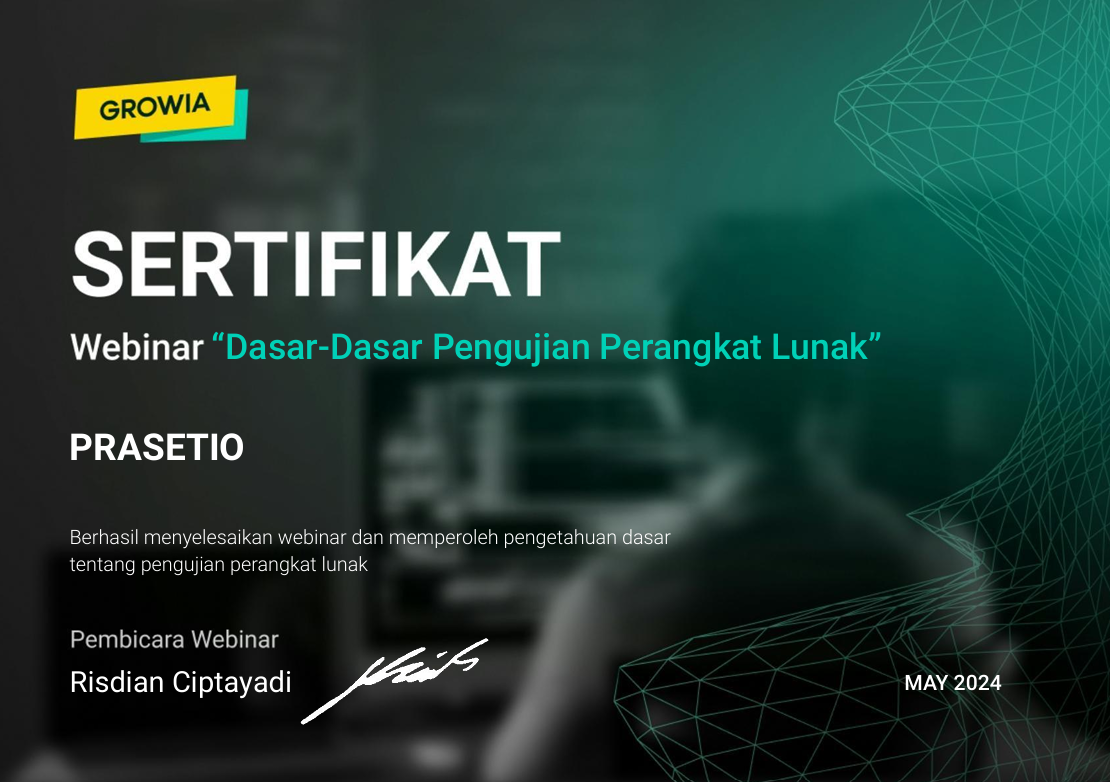 GROWIA
SERTIFIKAT
Webinar “Dasar-Dasar Pengujian Perangkat Lunak”
PRASETIO
Berhasil menyelesaikan webinar dan memperoleh pengetahuan dasar
tentang pengujian perangkat lunak
Pembicara Webinar
Risdian Ciptayadi
MAY 2024